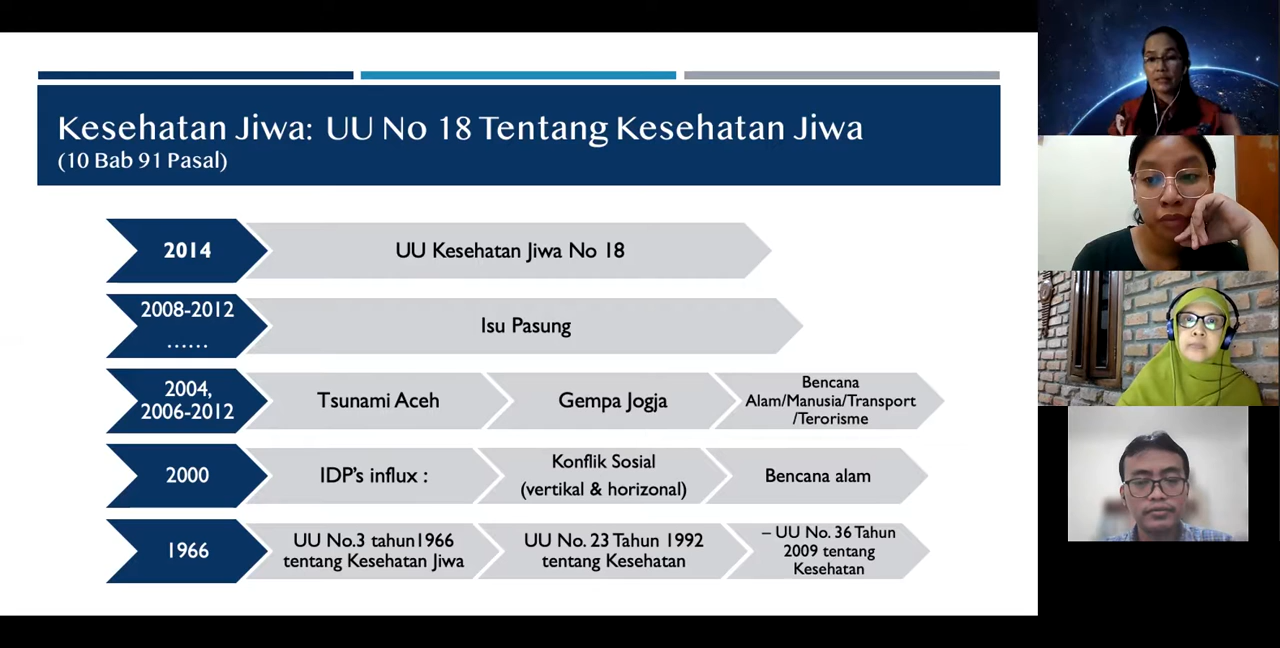 Kesehatan Jiwa: UU No 18 Tentang Kesehatan Jiwa
(10 Bab 91 Pasal)
2014
UU Kesehatan Jiwa No 18
2008-2012
......
Isu Pasung
2004,
2006-2012
Tsunami Aceh
Gempa Jogja
Bencana
Alam/Manusia/Transport
/Terorisme
2000
IDP's influx :
Konflik Sosial
(vertikal & horizonal)
Bencana alam
1966
UU No.3 tahun1966
tentang Kesehatan Jiwa
UU No. 23 Tahun 1992
tentang Kesehatan
– UU No. 36 Tahun
2009 tentang
Kesehatan